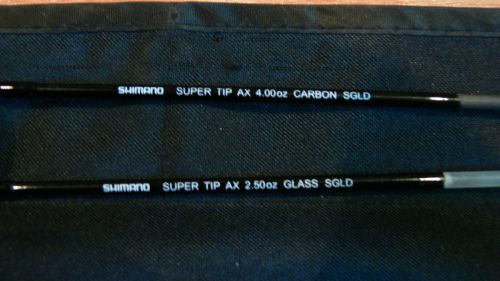 SHIMANO SUPER TIP AX 4.00oz CARBON SGLD
SHIMANO SUPER TIP AX 2.50oz GLASS SGLD